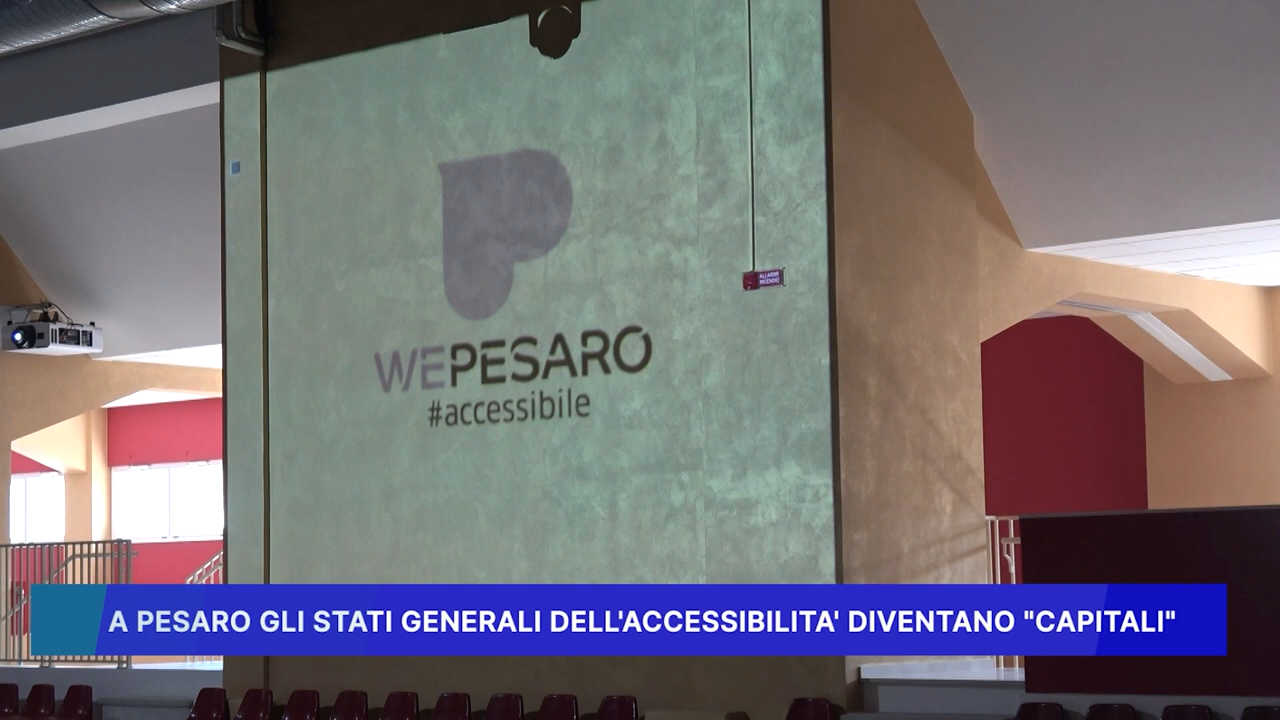 WEPESARO
#accessibile
ALLARME
INCENDIO
A PESARO GLI STATI GENERALI DELL'ACCESSIBILITA' DIVENTANO "CAPITALI"